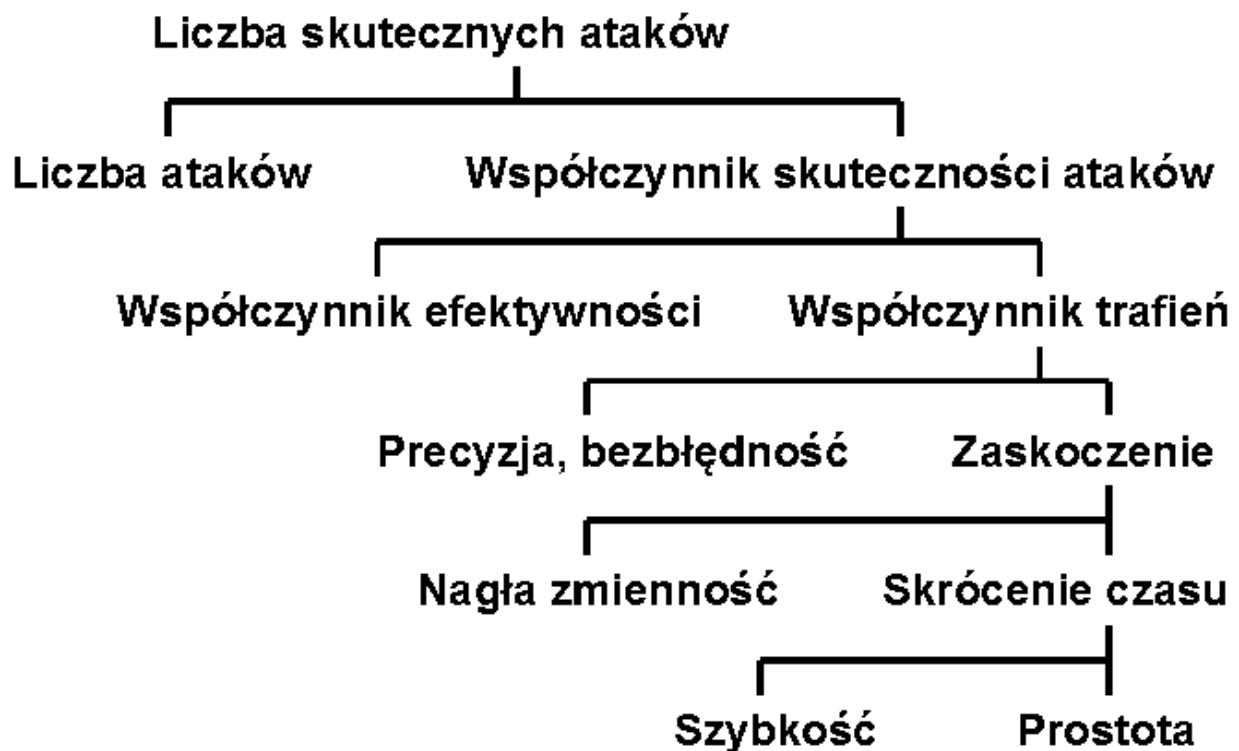 Liczba skutecznych ataków
Liczba ataków Współczynnik skuteczności ataków
Współczynnik efektywności Współczynnik trafień
Precyzja, bezbłędność Zaskoczenie
Nagła zmienność Skrócenie czasu
Szybkość Prostota